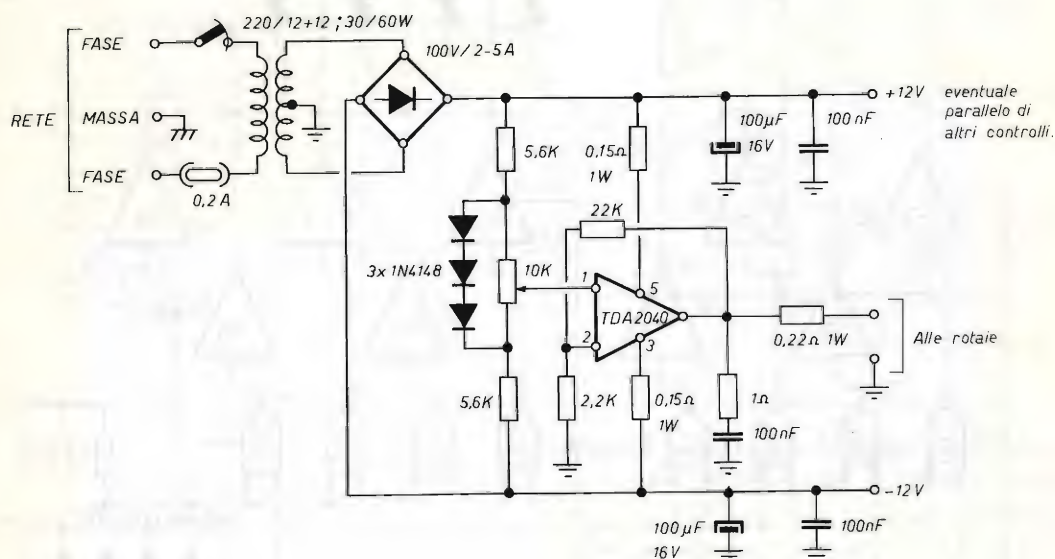 220/12+12 ; 30/60W
FASE
100V/2-5A
RETE
MASSA
FASE
0,2A
+12V
eventuale
parallelo di
altri controlli.
100µF
16V
100nF
5,6K
0,15Ω
1W
22K
3x 1N4148
10K
1
5
TDA2040
2
3
0,22Ω 1W
Alle rotaie
5,6K
2,2K
0,15Ω
1W
1Ω
100nF
-12V
100µF
16V
100nF